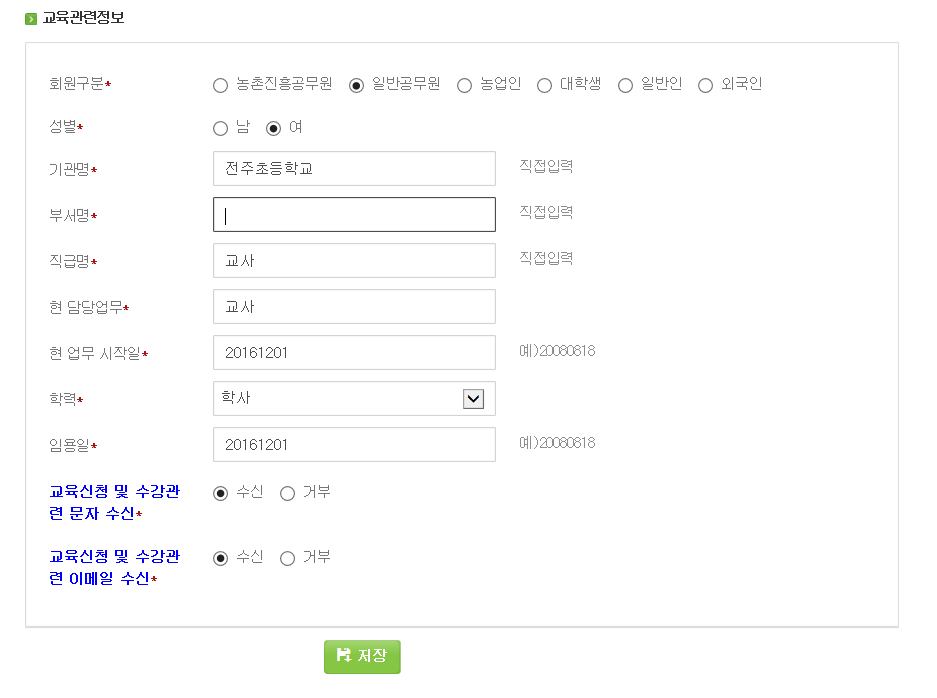 교육관련정보
회원구분* 농촌진흥공무원 일반공무원 농업인 대학생 일반인 외국인
성별* 남 여
기관명* 전주초등학교 직접입력
부서명* 직접입력
직급명* 교사 직접입력
현 담당업무* 교사
현 업무 시작일* 20161201 예)20080818
학력* 학사
임용일* 20161201 예)20080818
교육신청 및 수강관 수신 거부
련 문자 수신*
교육신청 및 수강관 수신 거부
련 이메일 수신*
저장